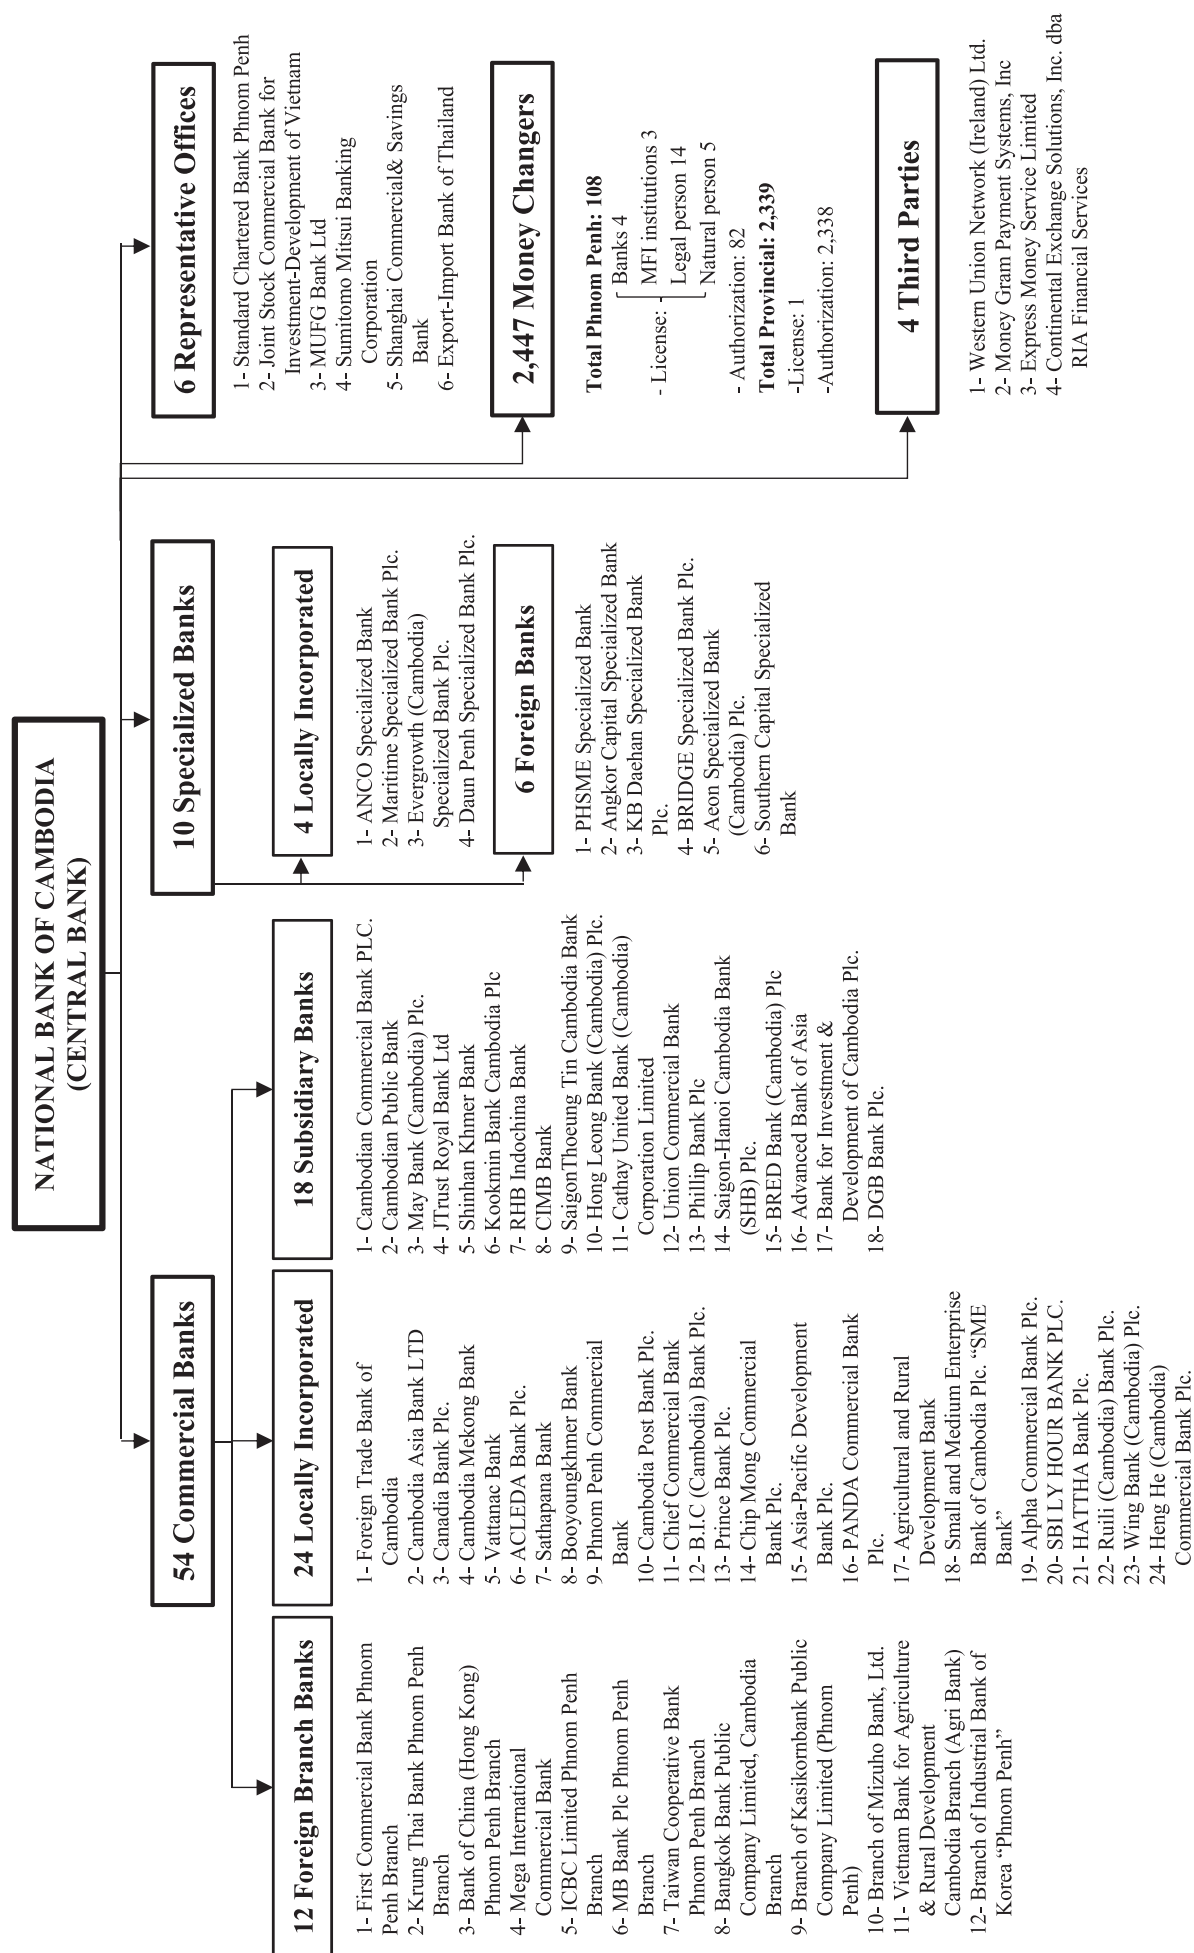 NATIONAL BANK OF CAMBODIA
(CENTRAL BANK)
54 Commercial Banks
12 Foreign Branch Banks
1- First Commercial Bank Phnom
Penh Branch
2- Krung Thai Bank Phnom Penh
Branch
3- Bank of China (Hong Kong)
Phnom Penh Branch
4- Mega International
Commercial Bank
5- ICBC Limited Phnom Penh
Branch
6- MB Bank Plc Phnom Penh
Branch
7- Taiwan Cooperative Bank
Phnom Penh Branch
8- Bangkok Bank Public
Company Limited, Cambodia
Branch
9- Branch of Kasikornbank Public
Company Limited (Phnom
Penh)
10- Branch of Mizuho Bank, Ltd.
11- Vietnam Bank for Agriculture
& Rural Development
Cambodia Branch (Agri Bank)
12- Branch of Industrial Bank of
Korea “Phnom Penh”
24 Locally Incorporated
1- Foreign Trade Bank of
Cambodia
2- Cambodia Asia Bank LTD
3- Canadia Bank Plc.
4- Cambodia Mekong Bank
5- Vattanac Bank
6- ACLEDA Bank Plc.
7- Sathapana Bank
8- Booyoungkhmer Bank
9- Phnom Penh Commercial
Bank
10- Cambodia Post Bank Plc.
11- Chief Commercial Bank
12- B.I.C (Cambodia) Bank Plc.
13- Prince Bank Plc.
14- Chip Mong Commercial
Bank Plc.
15- Asia-Pacific Development
Bank Plc.
16- PANDA Commercial Bank
Plc.
17- Agricultural and Rural
Development Bank
18- Small and Medium Enterprise
Bank of Cambodia Plc. “SME
Bank”
19- Alpha Commercial Bank Plc.
20- SBI LY HOUR BANK PLC.
21- HATTHA Bank Plc.
22- Ruili (Cambodia) Bank Plc.
23- Wing Bank (Cambodia) Plc.
24- Heng He (Cambodia)
Commercial Bank Plc.
18 Subsidiary Banks
1- Cambodian Commercial Bank PLC.
2- Cambodian Public Bank
3- May Bank (Cambodia) Plc.
4- JTrust Royal Bank Ltd
5- Shinhan Khmer Bank
6- Kookmin Bank Cambodia Plc
7- RHB Indochina Bank
8- CIMB Bank
9- SaigonThoeung Tin Cambodia Bank
10- Hong Leong Bank (Cambodia) Plc.
11- Cathay United Bank (Cambodia)
Corporation Limited
12- Union Commercial Bank
13- Phillip Bank Plc
14- Saigon-Hanoi Cambodia Bank
(SHB) Plc.
15- BRED Bank (Cambodia) Plc
16- Advanced Bank of Asia
17- Bank for Investment &
Development of Cambodia Plc.
18- DGB Bank Plc.
10 Specialized Banks
4 Locally Incorporated
1- ANCO Specialized Bank
2- Maritime Specialized Bank Plc.
3- Evergrowth (Cambodia)
Specialized Bank Plc.
4- Daun Penh Specialized Bank Plc.
6 Foreign Banks
1- PHSME Specialized Bank
2- Angkor Capital Specialized Bank
3- KB Daehan Specialized Bank
Plc.
4- BRIDGE Specialized Bank Plc.
5- Aeon Specialized Bank
(Cambodia) Plc.
6- Southern Capital Specialized
Bank
6 Representative Offices
1- Standard Chartered Bank Phnom Penh
2- Joint Stock Commercial Bank for
Investment-Development of Vietnam
3- MUFG Bank Ltd
4- Sumitomo Mitsui Banking
Corporation
5- Shanghai Commercial& Savings
Bank
6- Export-Import Bank of Thailand
2,447 Money Changers
Total Phnom Penh: 108
Banks 4
- License:
MFI institutions 3
Legal person 14
Natural person 5
- Authorization: 82
Total Provincial: 2,339
-License: 1
-Authorization: 2,338
4 Third Parties
1- Western Union Network (Ireland) Ltd.
2- Money Gram Payment Systems, Inc
3- Express Money Service Limited
4- Continental Exchange Solutions, Inc. dba
RIA Financial Services